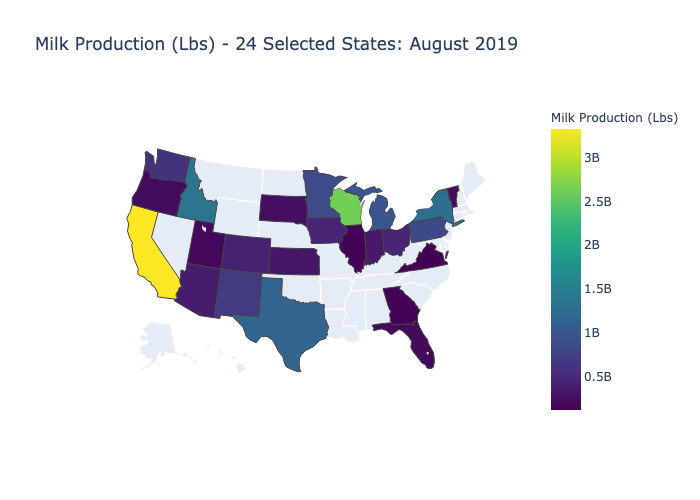 Milk Production (Lbs) - 24 Selected States: August 2019
Milk Production (Lbs)
3B
2.5B
2B
1.5B
1B
0.5B